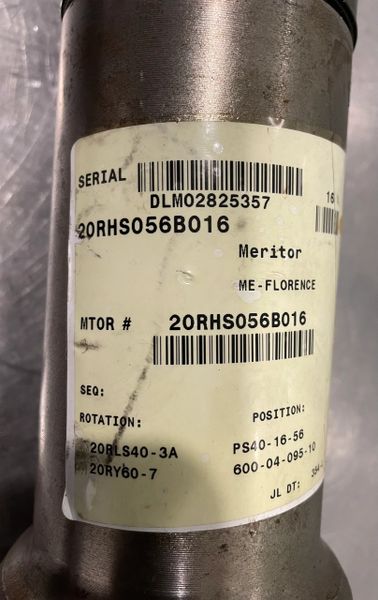 SERIAL
DLM02825357
16
20RHS056B016
Meritor
ME-FLORENCE
MTOR # 20RHS056B016
SEQ:
ROTATION: POSITION:
20RLS40-3A PS40-16-56
20RY60-7 600-04-095-10
JL DT: